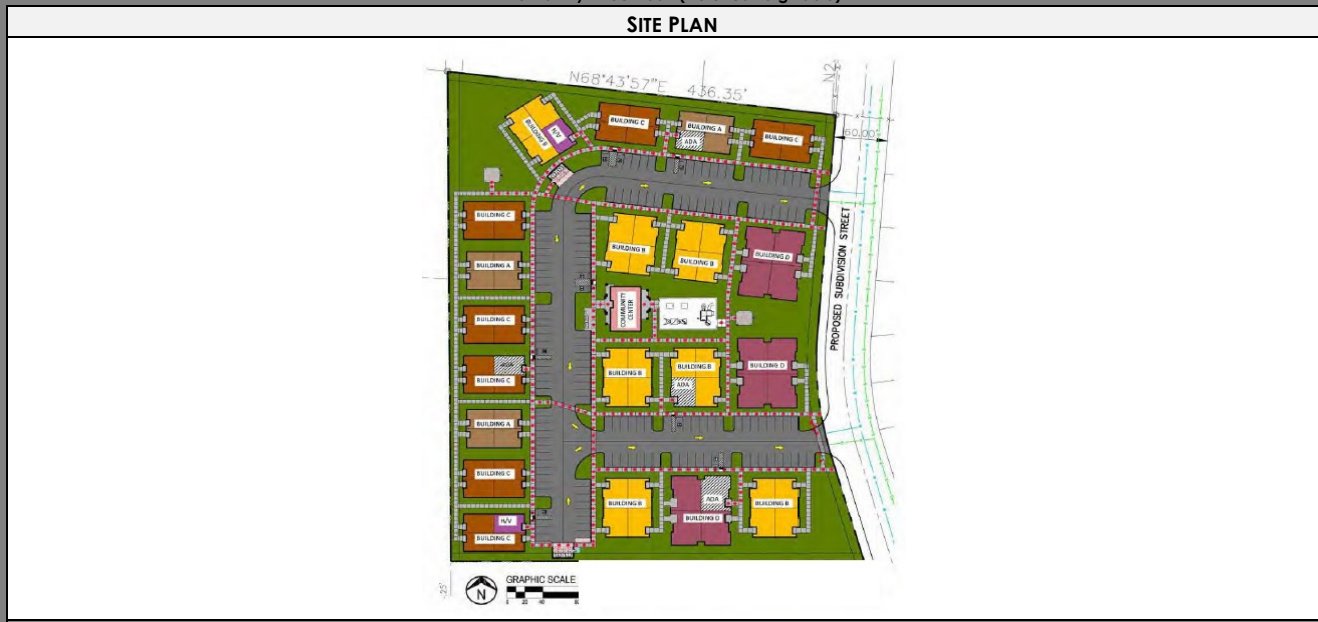 SITE PLAN
N68°43'57"E 436.35'
60.00'
BUILDING B
H/V
BUILDING C
BUILDING A
ADA
BUILDING C
BUILDING C
BUILDING A
BUILDING C
BUILDING C
BUILDING A
BUILDING C
H/V
BUILDING C
BUILDING B
BUILDING B
BUILDING D
COMMUNITY
CENTER
PROPOSED SUBDIVISION STREET
BUILDING B
BUILDING B
ADA
BUILDING D
BUILDING B
ADA
BUILDING D
BUILDING B
N
GRAPHIC SCALE
20
40